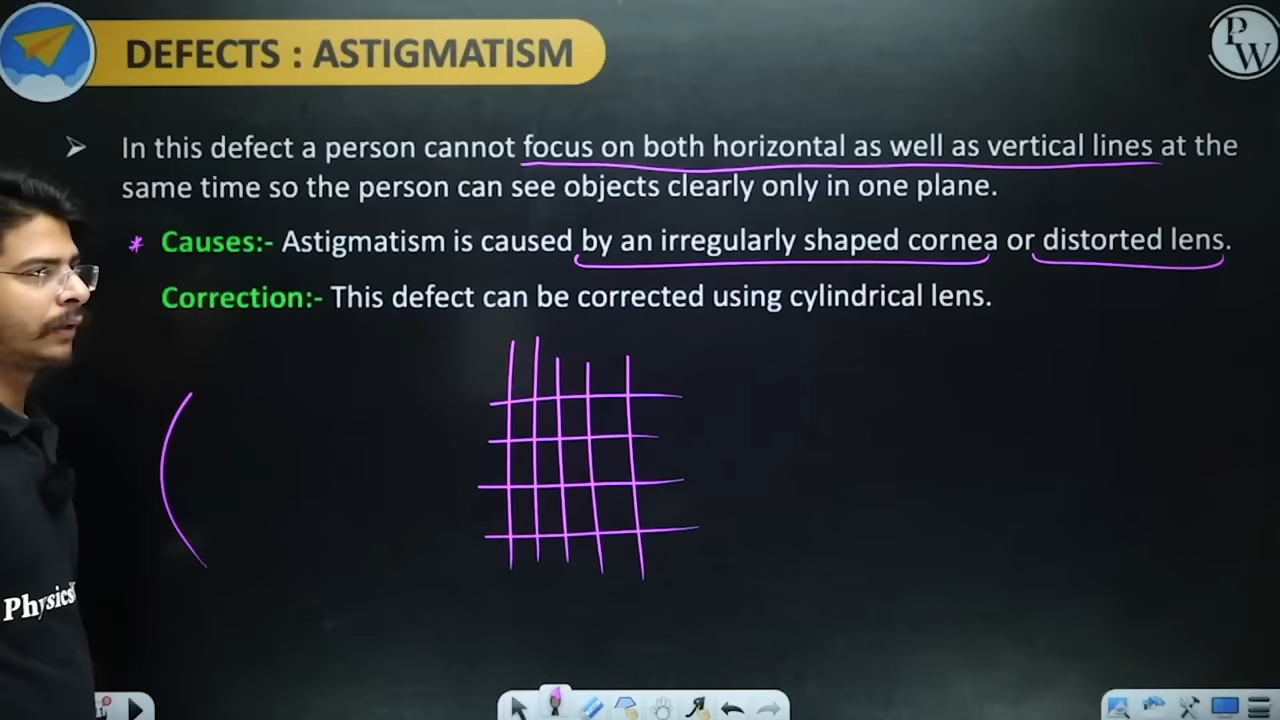 DEFECTS : ASTIGMATISM
PW
In this defect a person cannot focus on both horizontal as well as vertical lines at the
same time so the person can see objects clearly only in one plane.
* Causes:- Astigmatism is caused by an irregularly shaped cornea or distorted lens.
Correction:- This defect can be corrected using cylindrical lens.
Physics